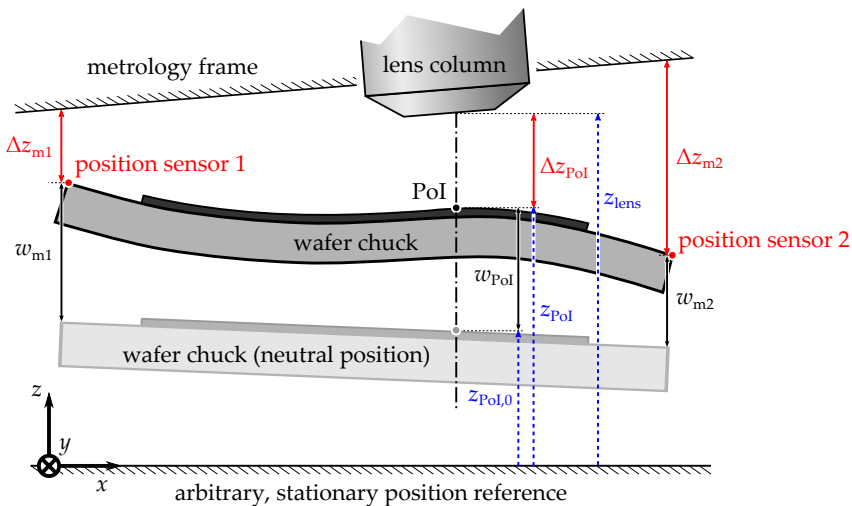 lens column
metrology frame
Δz_m1
position sensor 1
PoI
Δz_PoI
Δz_m2
z_lens
wafer chuck
position sensor 2
w_m1
w_PoI
z_PoI
w_m2
wafer chuck (neutral position)
z_PoI,0
z
y
x
arbitrary, stationary position reference